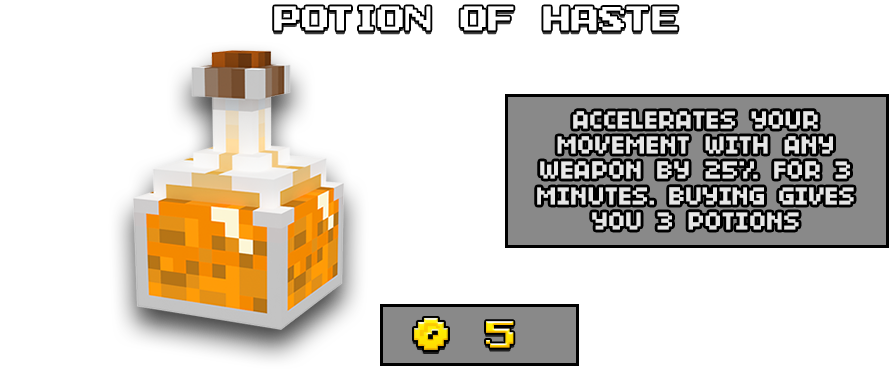 POTION OF HASTE
ACCELERATES YOUR
MOVEMENT WITH ANY
WEAPON BY 25% FOR 3
MINUTES. BUYING GIVES
YOU 3 POTIONS
5